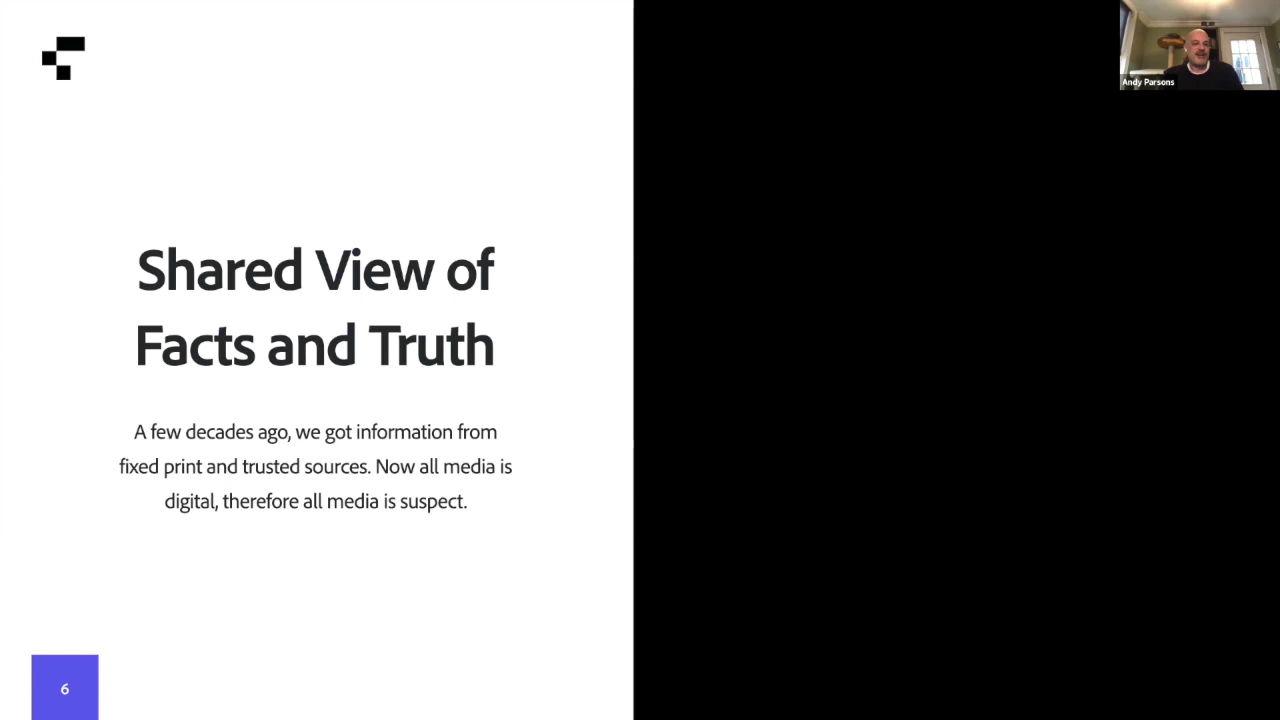 Shared View of
Facts and Truth
A few decades ago, we got information from
fixed print and trusted sources. Now all media is
digital, therefore all media is suspect.
6
Andy Parsons